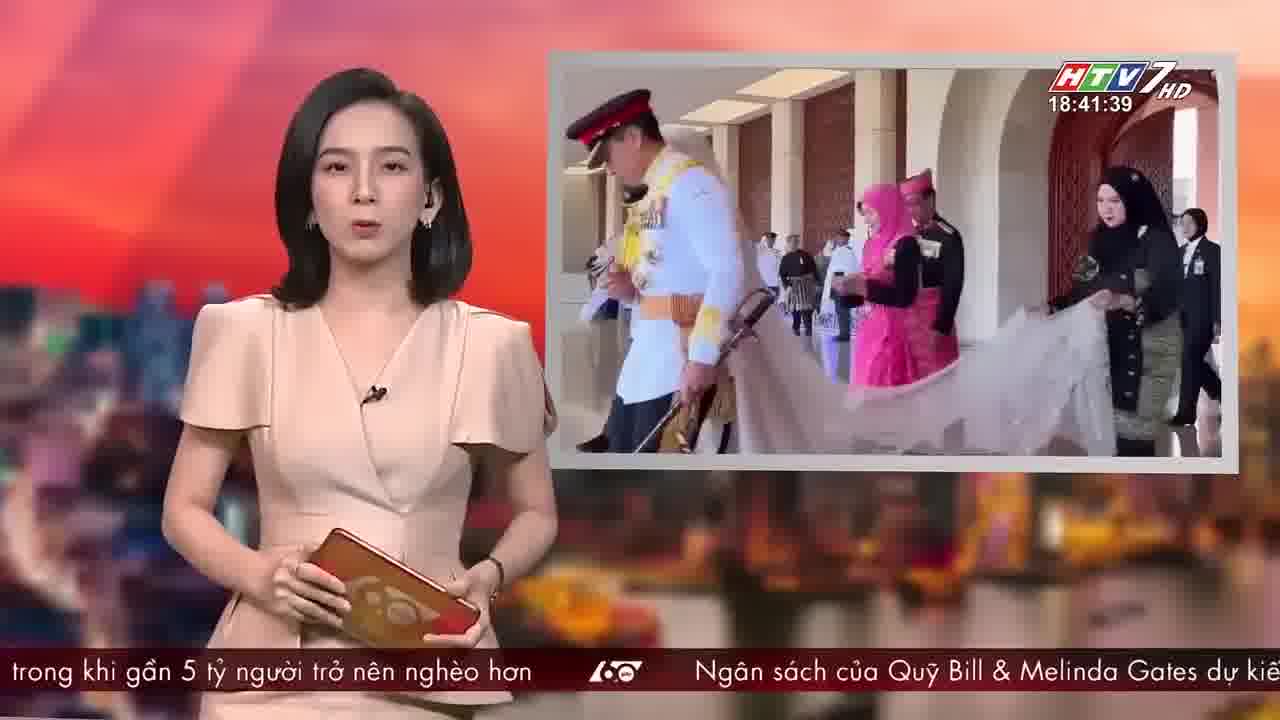 HTV7
HD
18:41:39
trong khi gần 5 tỷ người trở nên nghèo hơn
60
Ngân sách của Quỹ Bill & Melinda Gates dự kiế